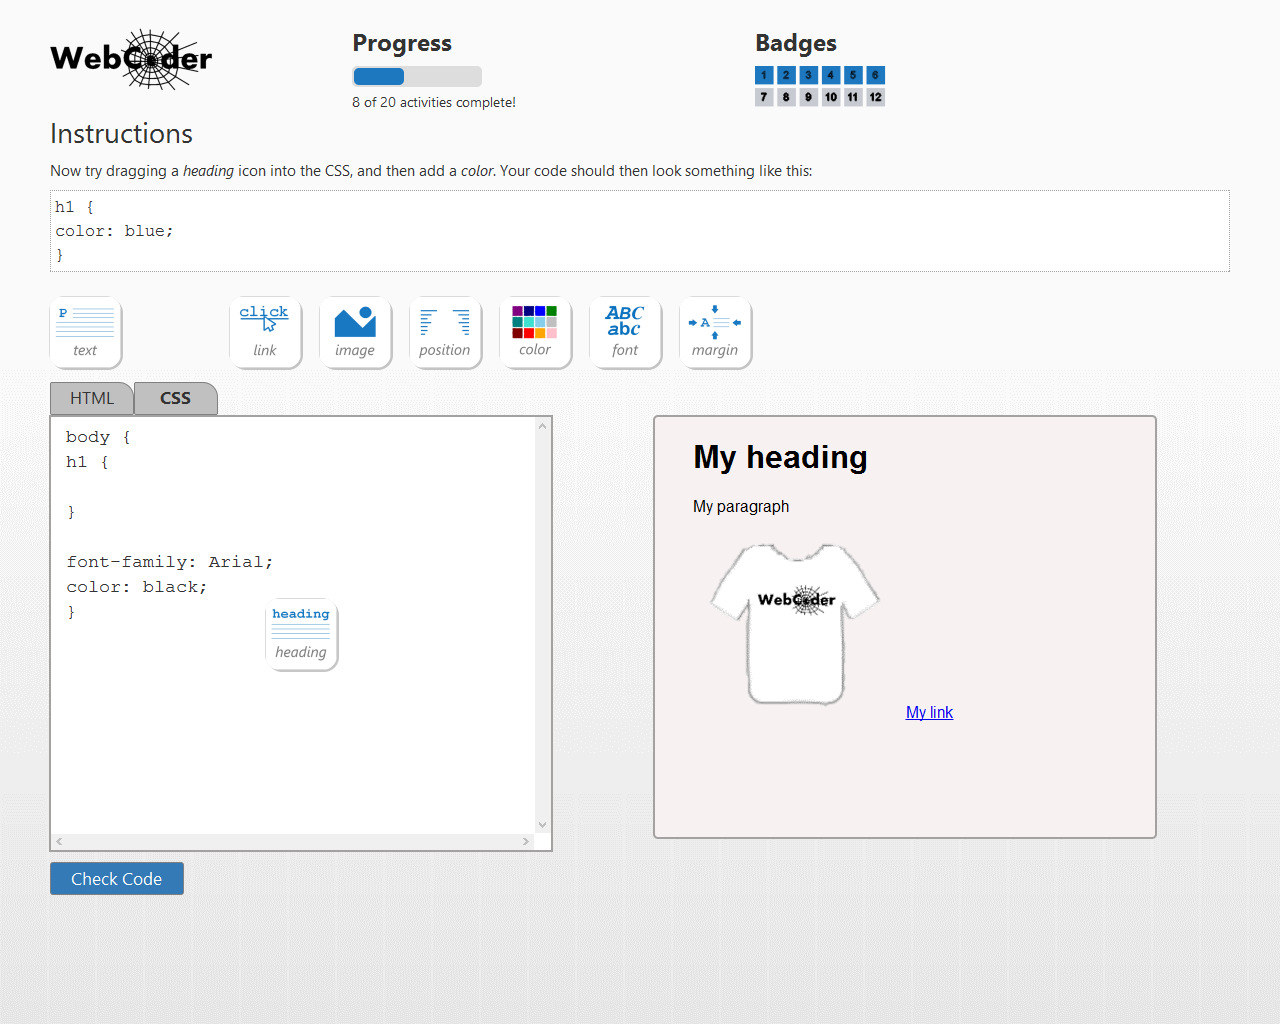 WebCoder
Progress
8 of 20 activities complete!
Badges
1 2 3 4 5 6
7 8 9 10 11 12
Instructions
Now try dragging a heading icon into the CSS, and then add a color. Your code should then look something like this:
h1 {
color: blue;
}
P
text
click
link
image
position
color
ABC
abc
font
A
margin
HTML
CSS
body {
h1 {
}
font-family: Arial;
color: black;
}
heading
heading
My heading
My paragraph
WebCoder
My link
Check Code